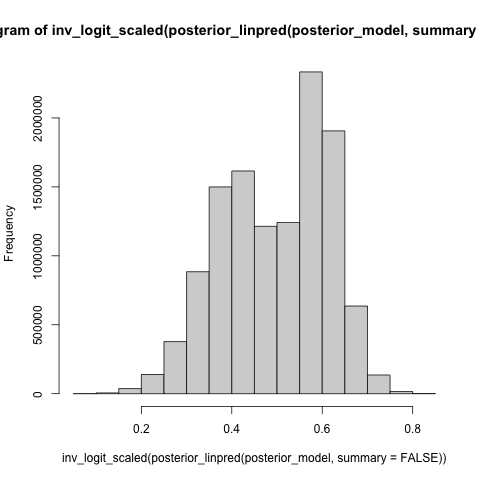 gram of inv_logit_scaled(posterior_linpred(posterior_model, summary
Frequency
2000000
1500000
1000000
500000
0
0.2 0.4 0.6 0.8
inv_logit_scaled(posterior_linpred(posterior_model, summary = FALSE))